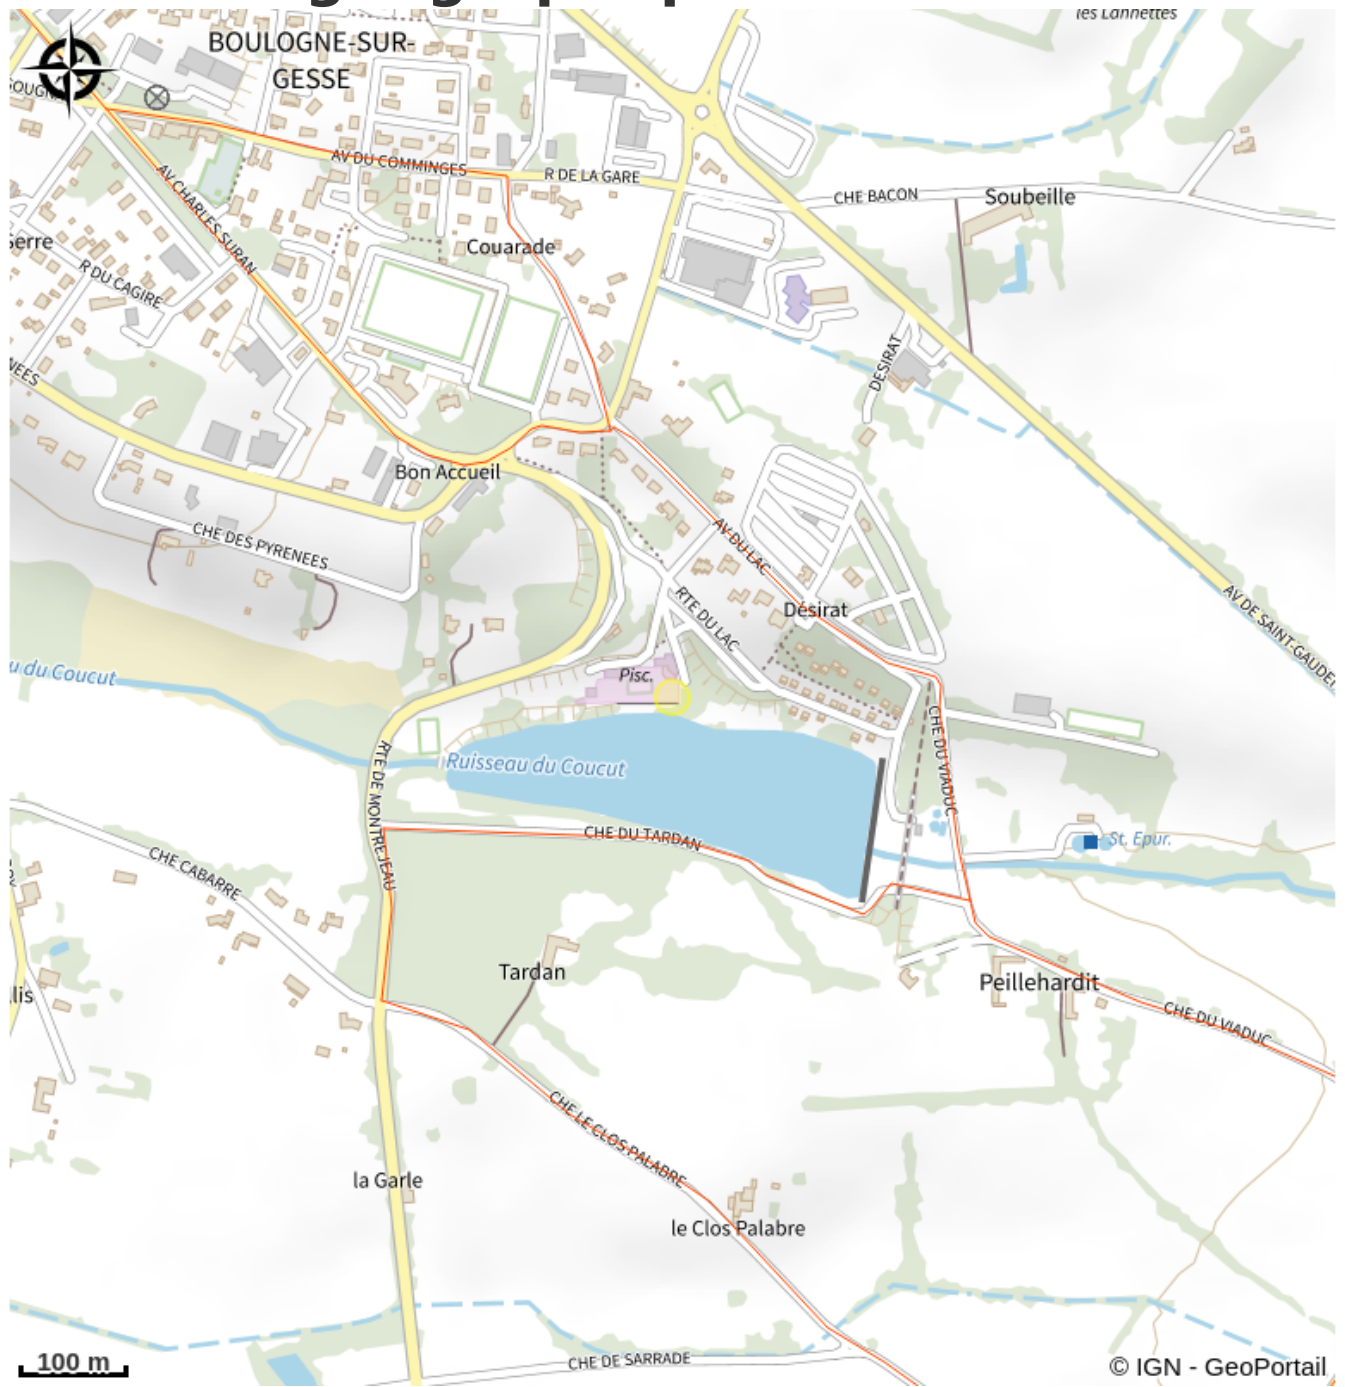 les Lannettes
BOULOGNE-SUR-
GESSE
AV DU COMMINGES
R DE LA GARE
CHE BACON
Soubeille
AV CHARLES SURAN
Couarade
R DU CAGIRE
DESIRAT
Bon Accueil
CHE DES PYRENEES
AV DU LAC
RTE DU LAC
Désirat
AV DE SAINT-GAUDE
u du Coucut
Pisc.
CHE DU VIADUC
RTE DE MONTREJEAU
Ruisseau du Coucut
CHE DU TARDAN
St. Epur.
CHE CABARRE
Tardan
Peillehardit
CHE DU VIADUC
CHE LE CLOS PALABRE
la Garle
le Clos Palabre
CHE DE SARRADE
100 m
© IGN - GeoPortail